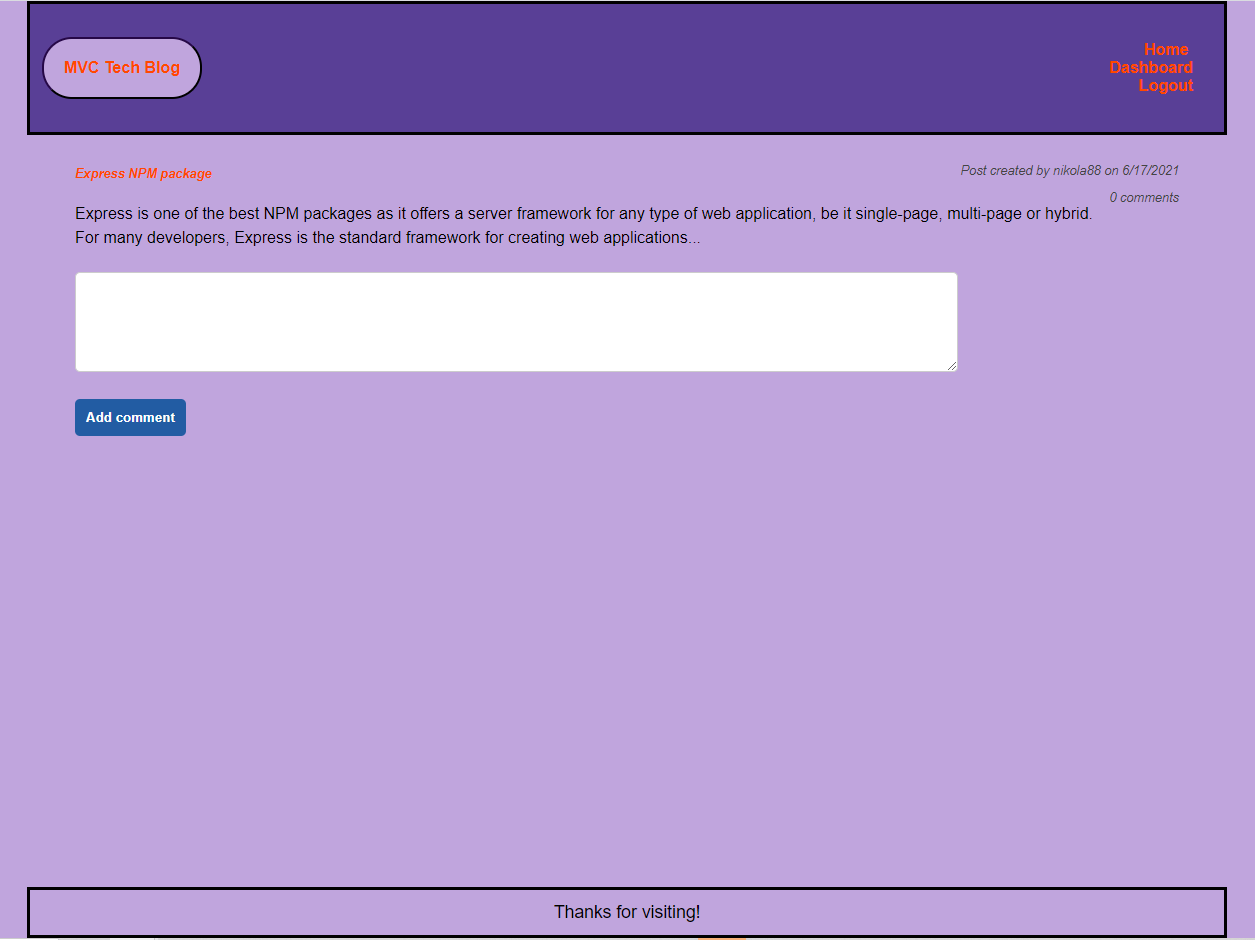 MVC Tech Blog
Home
Dashboard
Logout
Express NPM package
Post created by nikola88 on 6/17/2021
0 comments
Express is one of the best NPM packages as it offers a server framework for any type of web application, be it single-page, multi-page or hybrid.
For many developers, Express is the standard framework for creating web applications...
Add comment
Thanks for visiting!